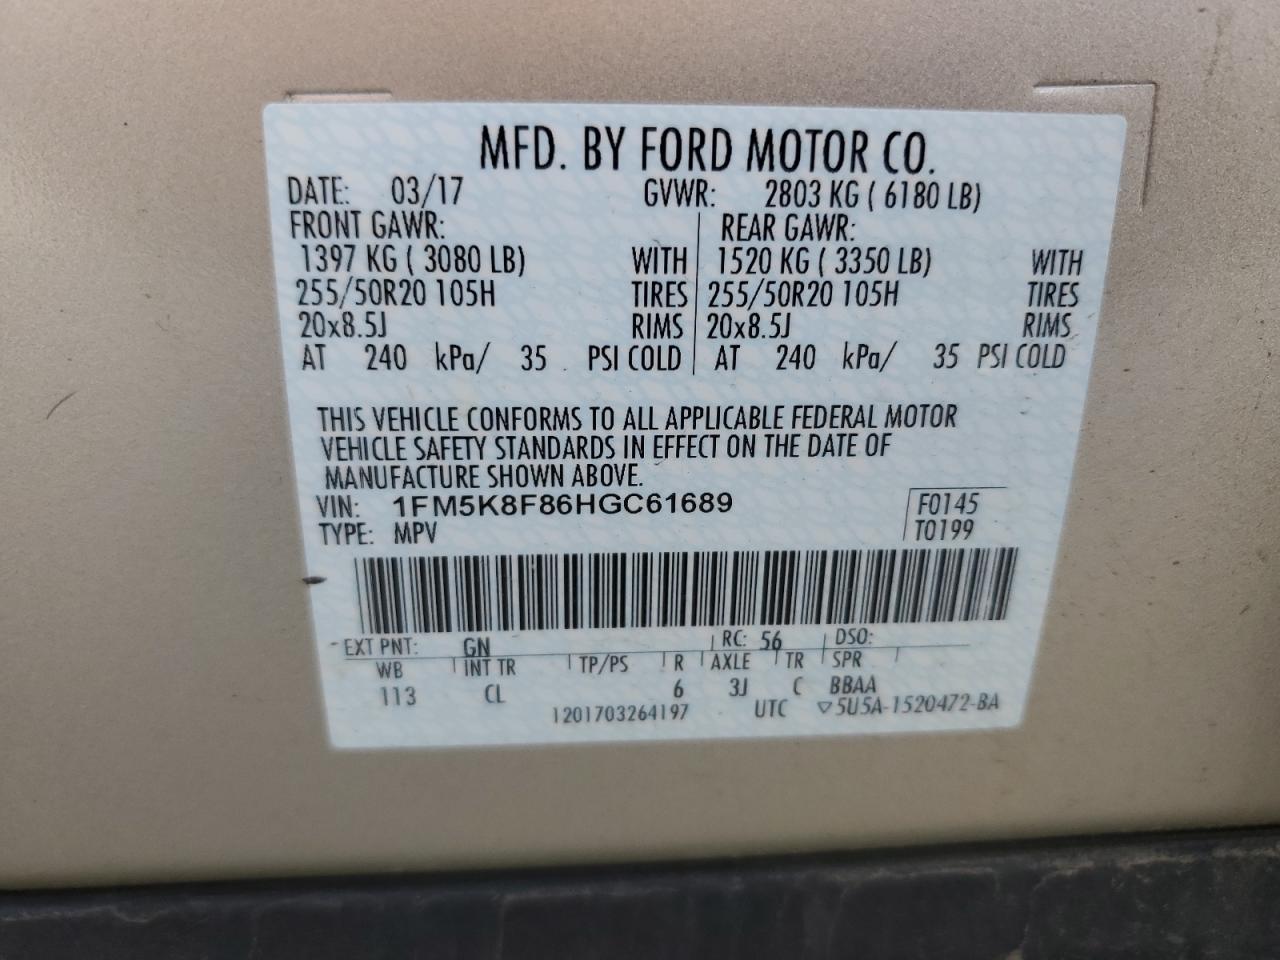 MFD. BY FORD MOTOR CO.
DATE: 03/17 GVWR: 2803 KG ( 6180 LB)
FRONT GAWR: REAR GAWR:
1397 KG ( 3080 LB) WITH 1520 KG ( 3350 LB) WITH
255/50R20 105H TIRES 255/50R20 105H TIRES
20x8.5J RIMS 20x8.5J RIMS
AT 240 kPa/ 35 PSI COLD AT 240 kPa/ 35 PSI COLD
THIS VEHICLE CONFORMS TO ALL APPLICABLE FEDERAL MOTOR
VEHICLE SAFETY STANDARDS IN EFFECT ON THE DATE OF
MANUFACTURE SHOWN ABOVE.
VIN: 1FM5K8F86HGC61689 F0145
TYPE: MPV T0199
EXT PNT: GN RC: 56 DSO:
WB INT TR TP/PS R AXLE TR SPR
113 CL 6 3J C BBAA
1201703264197 UTC ▽5U5A-1520472-BA